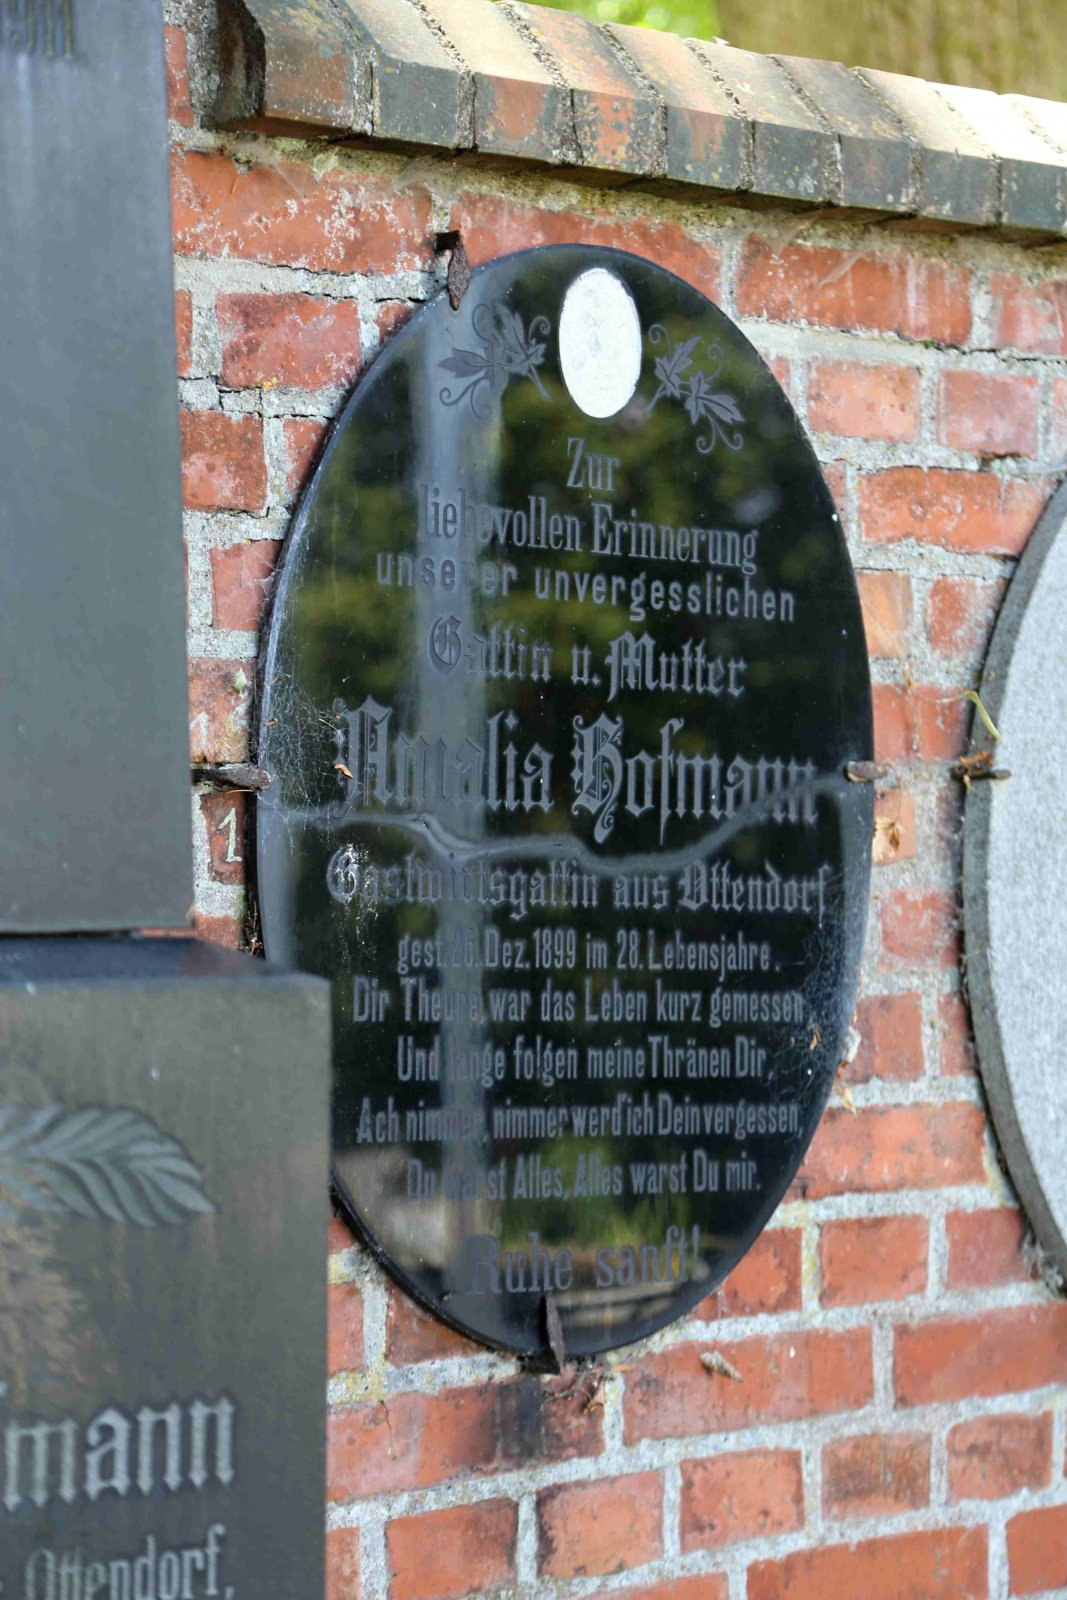 Zur
liebevollen Erinnerung
unserer unvergesslichen
Gattin u. Mutter
Amalia Hofmann
Gastwirtsgattin aus Ottendorf
gest. 26. Dez. 1899 im 28. Lebensjahre.
Dir Theure, war das Leben kurz gemessen
Und lange folgen meine Thränen Dir,
Ach nimmer, nimmer werd' ich Dein vergessen,
Du warst Alles, Alles warst Du mir.
Ruhe sanft!
1
1
mann
Ottendorf.